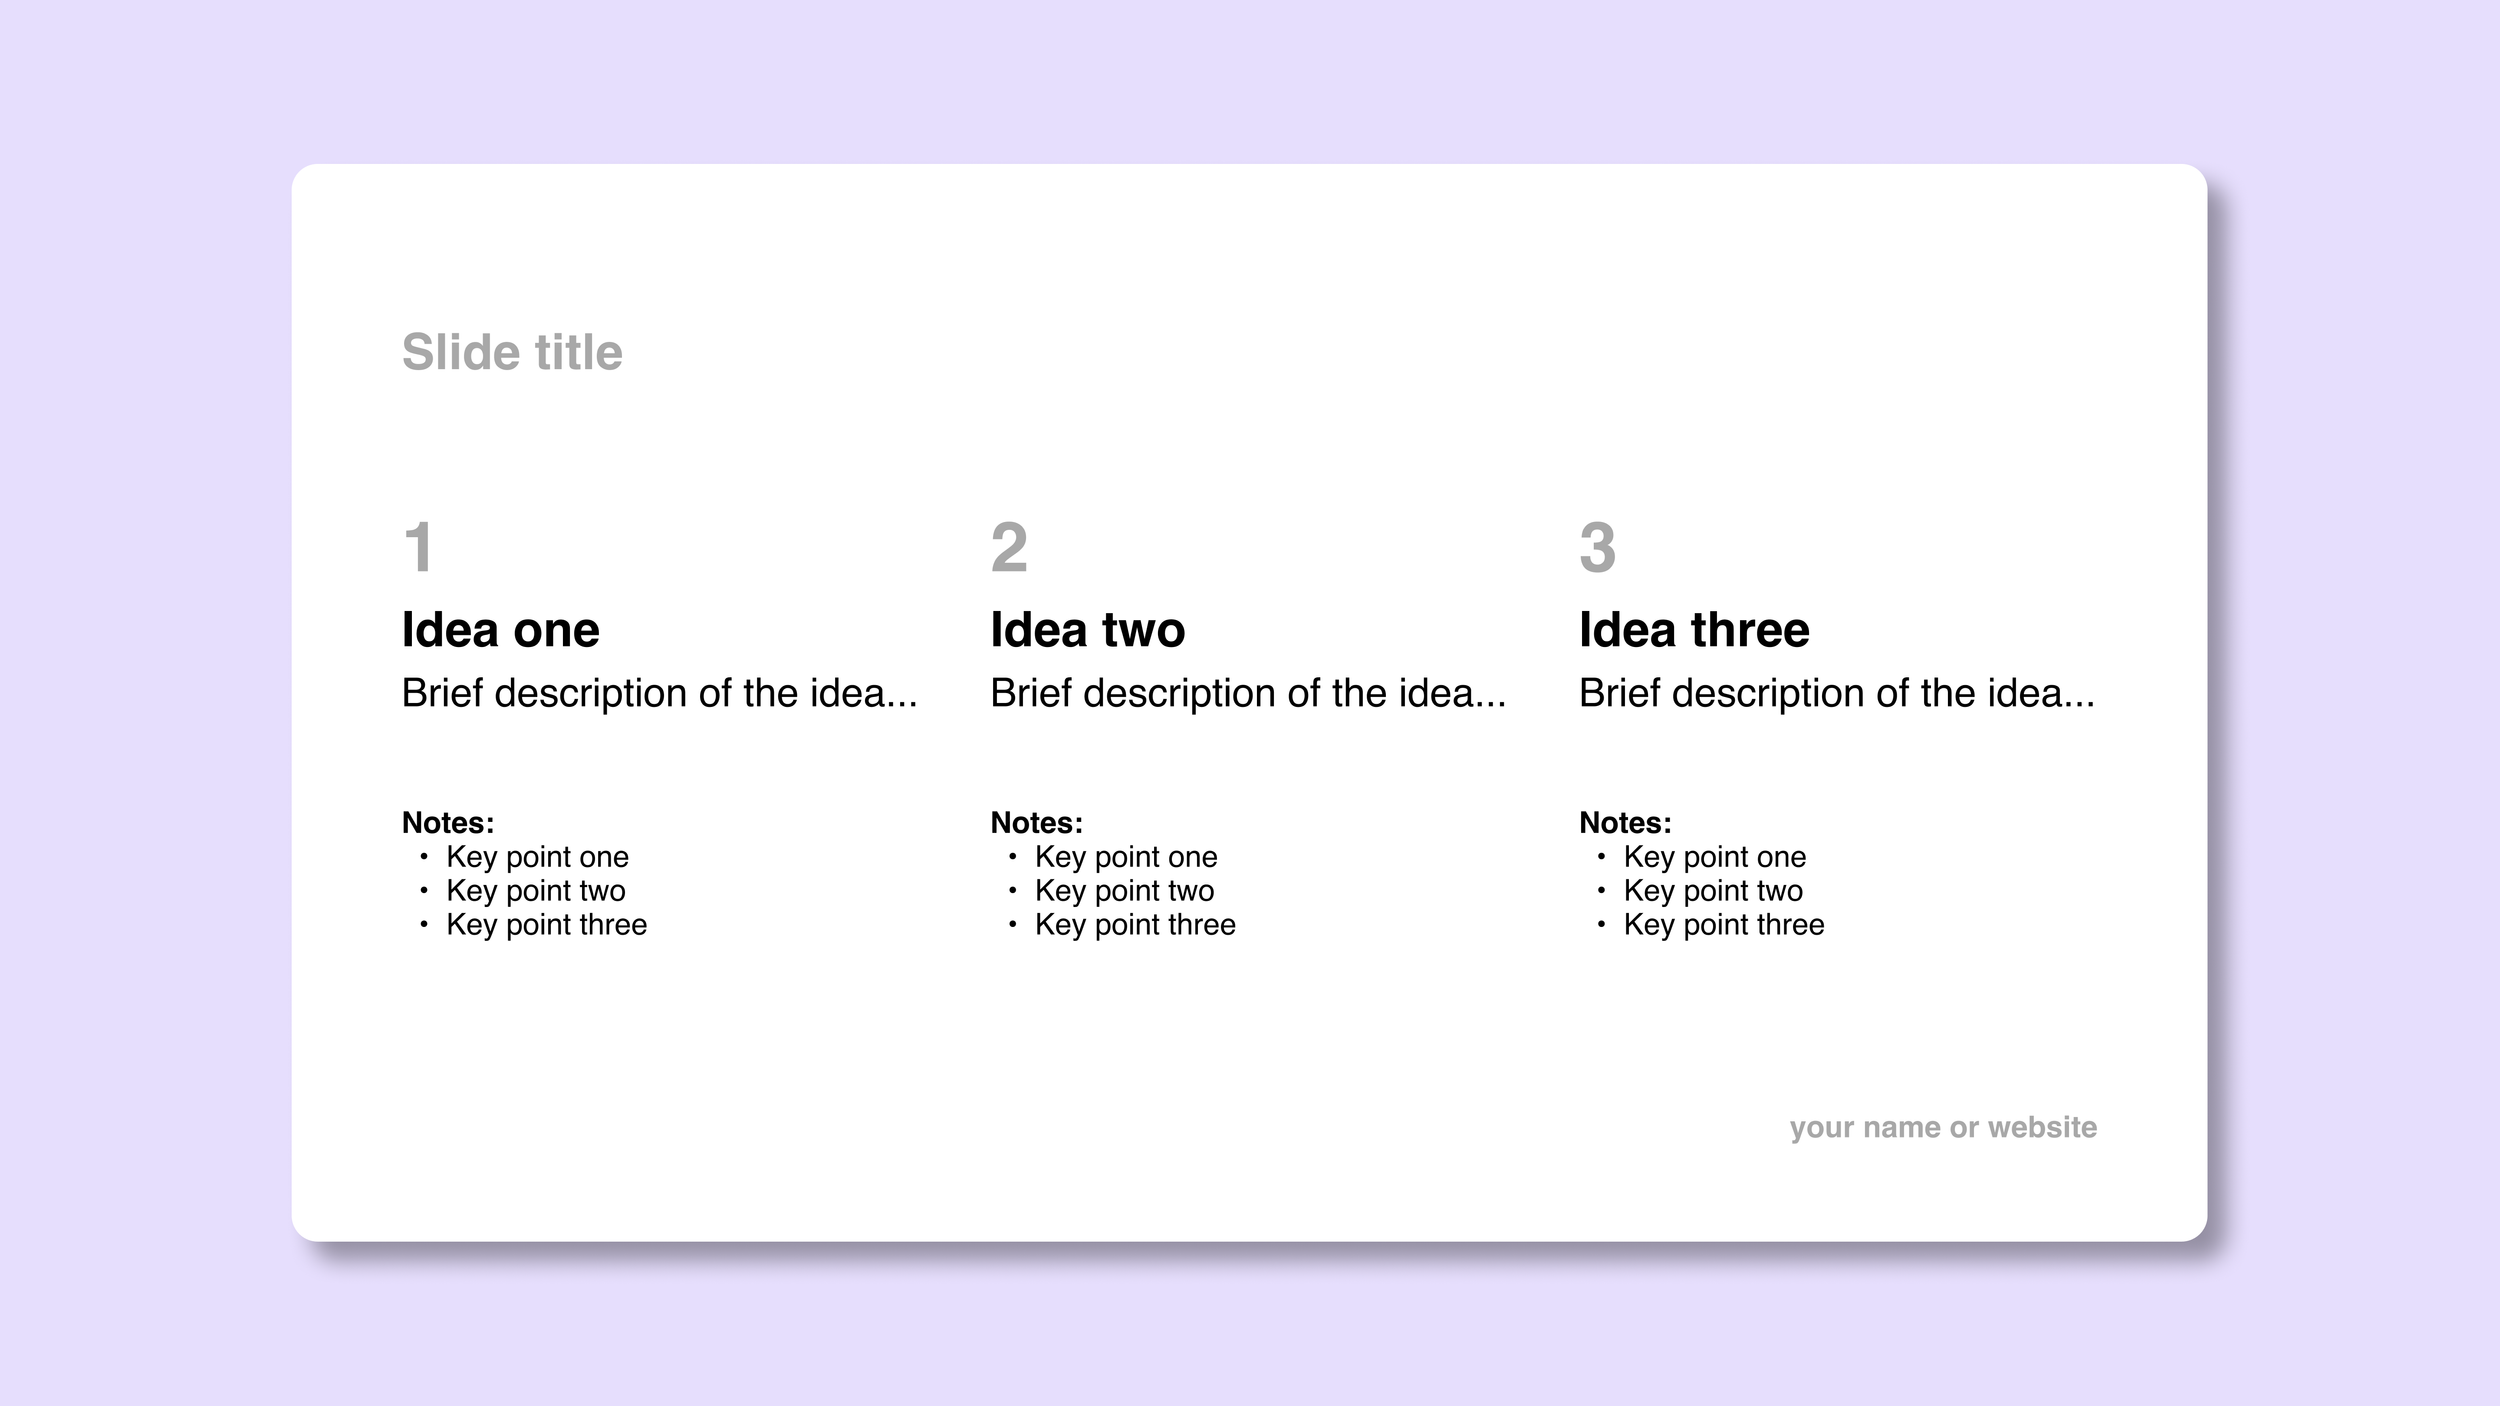 Slide title
1
Idea one
Brief description of the idea...
Notes:
• Key point one
• Key point two
• Key point three
2
Idea two
Brief description of the idea...
Notes:
• Key point one
• Key point two
• Key point three
3
Idea three
Brief description of the idea...
Notes:
• Key point one
• Key point two
• Key point three
your name or website